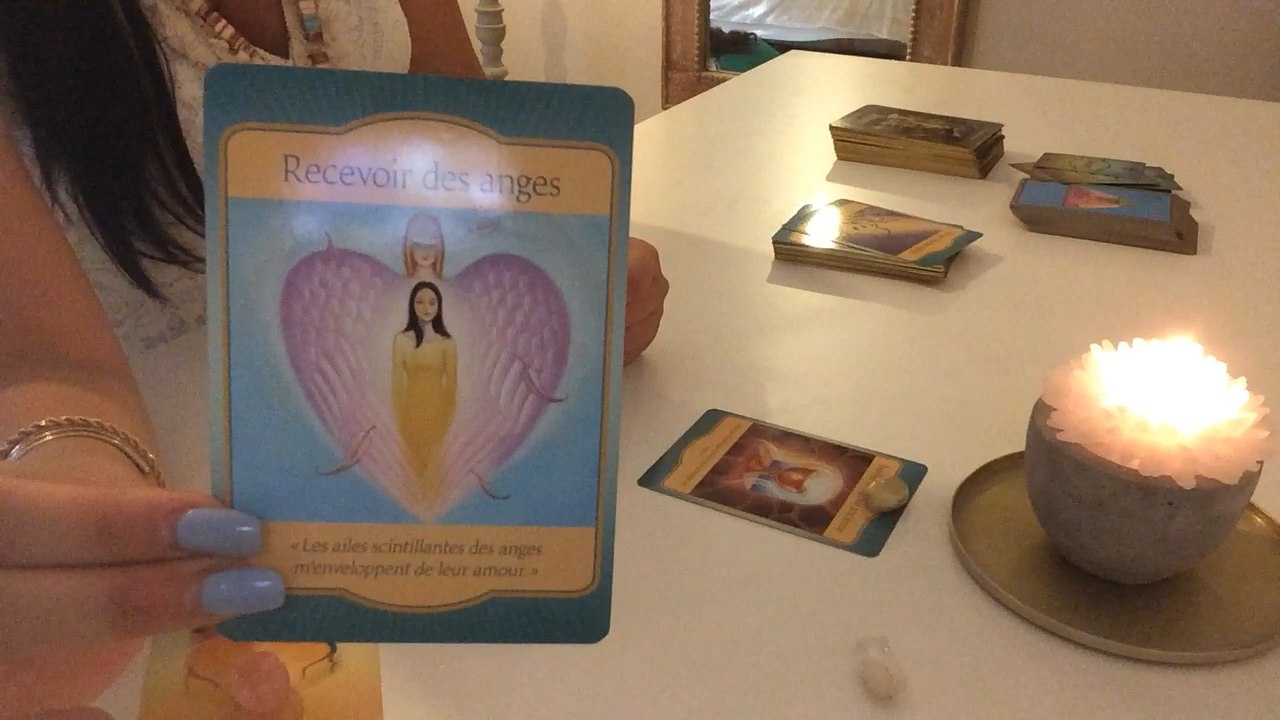 Recevoir des anges
« Les ailes scintillantes des anges
m'enveloppent de leur amour. »